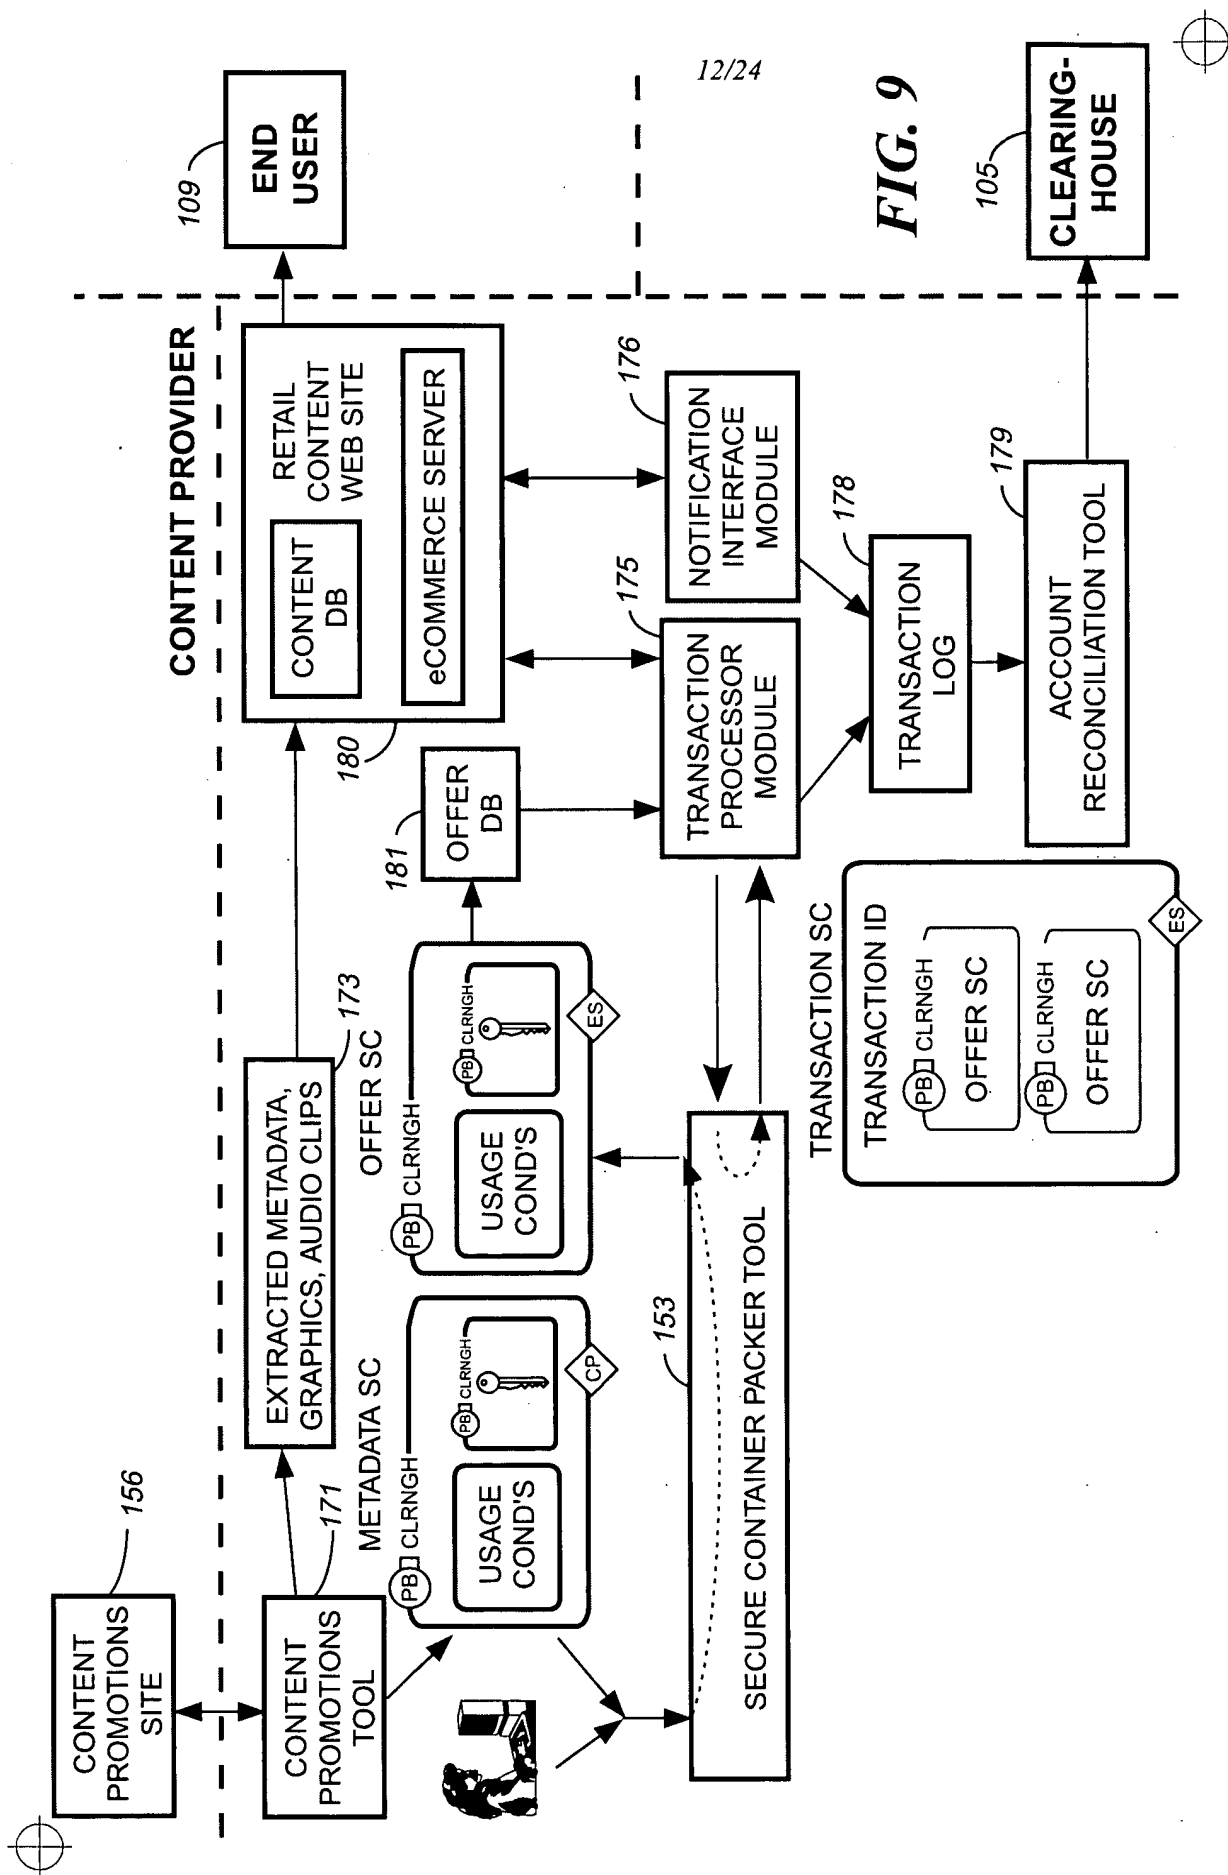 12/24
CONTENT PROVIDER
CONTENT
PROMOTIONS
SITE
156
CONTENT
PROMOTIONS
TOOL
171
EXTRACTED METADATA,
GRAPHICS, AUDIO CLIPS
173
RETAIL
CONTENT
WEB SITE
CONTENT
DB
eCOMMERCE SERVER
180
END
USER
109
METADATA SC
PB CLRNGH
USAGE
COND'S
PB CLRNGH
CP
OFFER SC
PB CLRNGH
USAGE
COND'S
PB CLRNGH
ES
OFFER
DB
181
SECURE CONTAINER PACKER TOOL
153
TRANSACTION
PROCESSOR
MODULE
175
NOTIFICATION
INTERFACE
MODULE
176
TRANSACTION SC
TRANSACTION ID
PB CLRNGH
OFFER SC
PB CLRNGH
OFFER SC
ES
TRANSACTION
LOG
178
ACCOUNT
RECONCILIATION TOOL
179
CLEARING-
HOUSE
105
FIG. 9